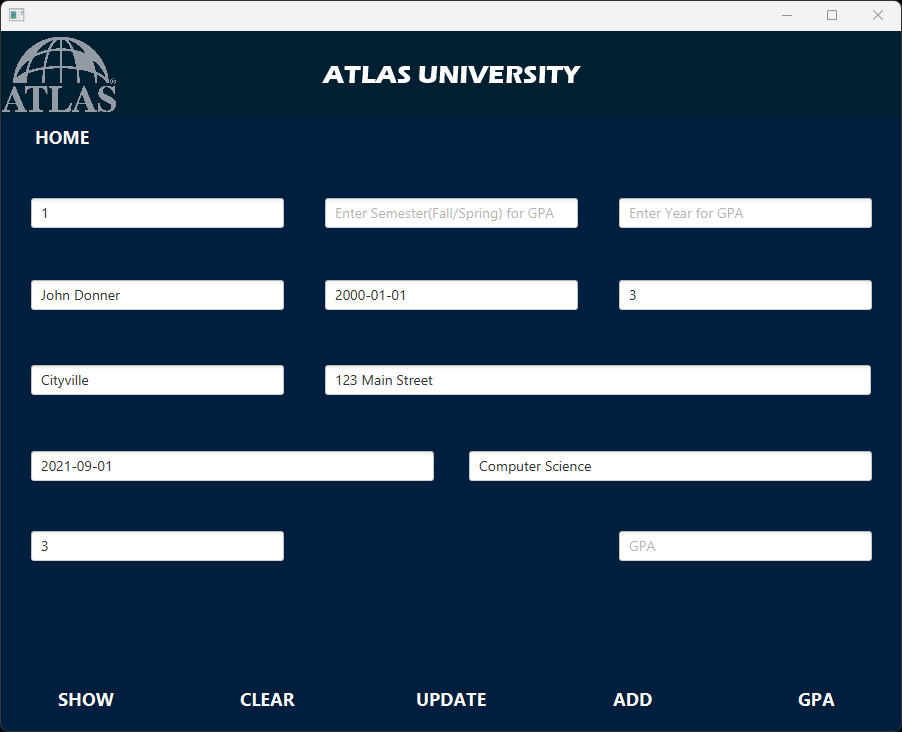 ATLAS
ATLAS UNIVERSITY
HOME
1
Enter Semester(Fall/Spring) for GPA
Enter Year for GPA
John Donner
2000-01-01
3
Cityville
123 Main Street
2021-09-01
Computer Science
3
GPA
SHOW
CLEAR
UPDATE
ADD
GPA